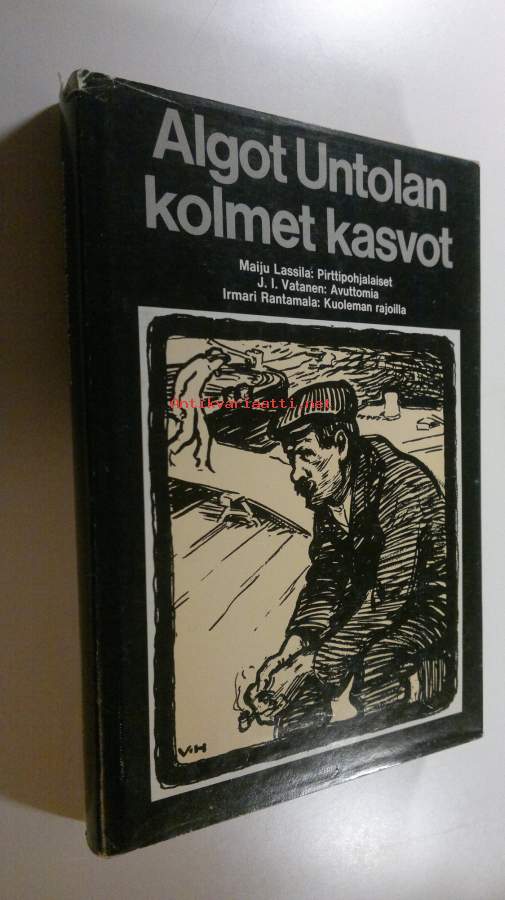 Algot Untolan
kolmet kasvot
Maiju Lassila: Pirttipohjalaiset
J. I. Vatanen: Avuttomia
Irmari Rantamala: Kuoleman rajoilla
Antikvariaatti.net
VH